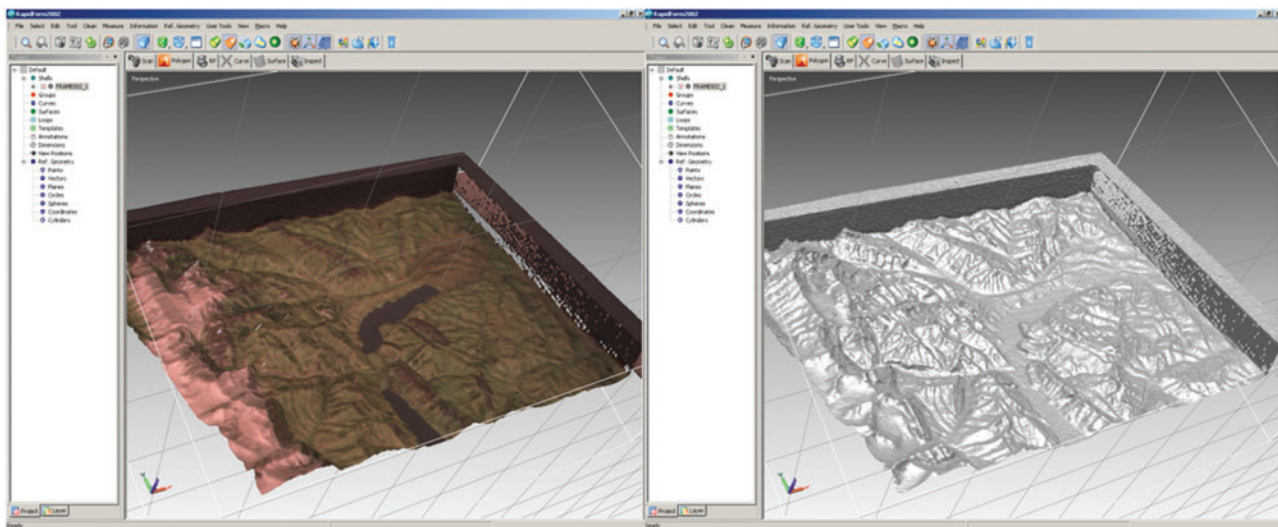 RapidForm2002
File Select Edit Tool Clean Measure Information Ref. Geometry User Tools View Macro Help
Scan Polygon RP Curve Surface Inspect
Default
Shells
Groups
Curves
Surfaces
Loops
Templates
Annotations
Dimensions
View Positions
Ref. Geometry
Points
Vectors
Planes
Circles
Spheres
Coordinates
Cylinders
Perspective
Project Layer
Ready
RapidForm2002
File Select Edit Tool Clean Measure Information Ref. Geometry User Tools View Macro Help
Scan Polygon RP Curve Surface Inspect
Default
Shells
Groups
Curves
Surfaces
Loops
Templates
Annotations
Dimensions
View Positions
Ref. Geometry
Points
Vectors
Planes
Circles
Spheres
Coordinates
Cylinders
Perspective
Project Layer
Ready